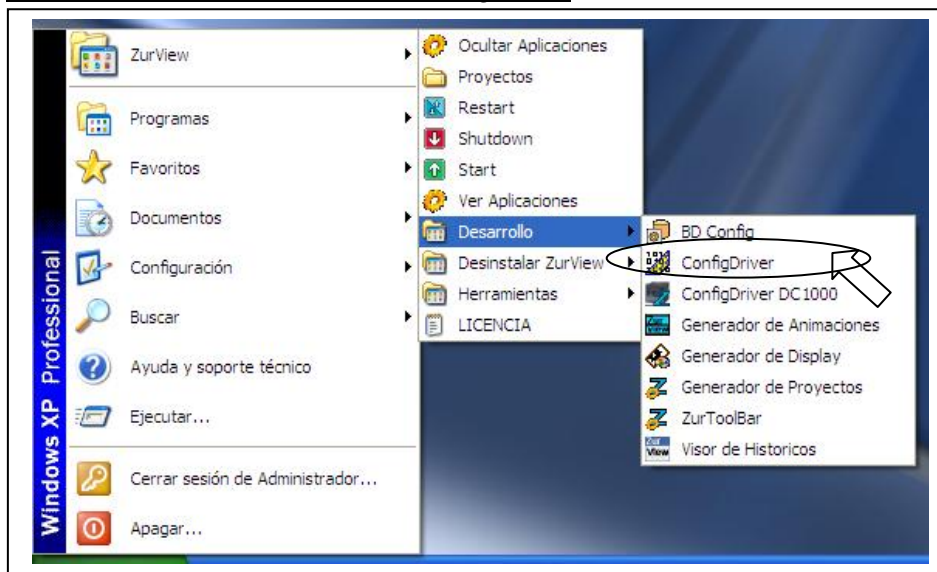 ZurView
Programas
Favoritos
Documentos
Configuración
Buscar
Ayuda y soporte técnico
Ejecutar...
Cerrar sesión de Administrador...
Apagar...
Windows XP Professional
Ocultar Aplicaciones
Proyectos
Restart
Shutdown
Start
Ver Aplicaciones
Desarrollo
Desinstalar ZurView
Herramientas
LICENCIA
BD Config
ConfigDriver
ConfigDriver DC1000
Generador de Animaciones
Generador de Display
Generador de Proyectos
ZurToolBar
Visor de Historicos